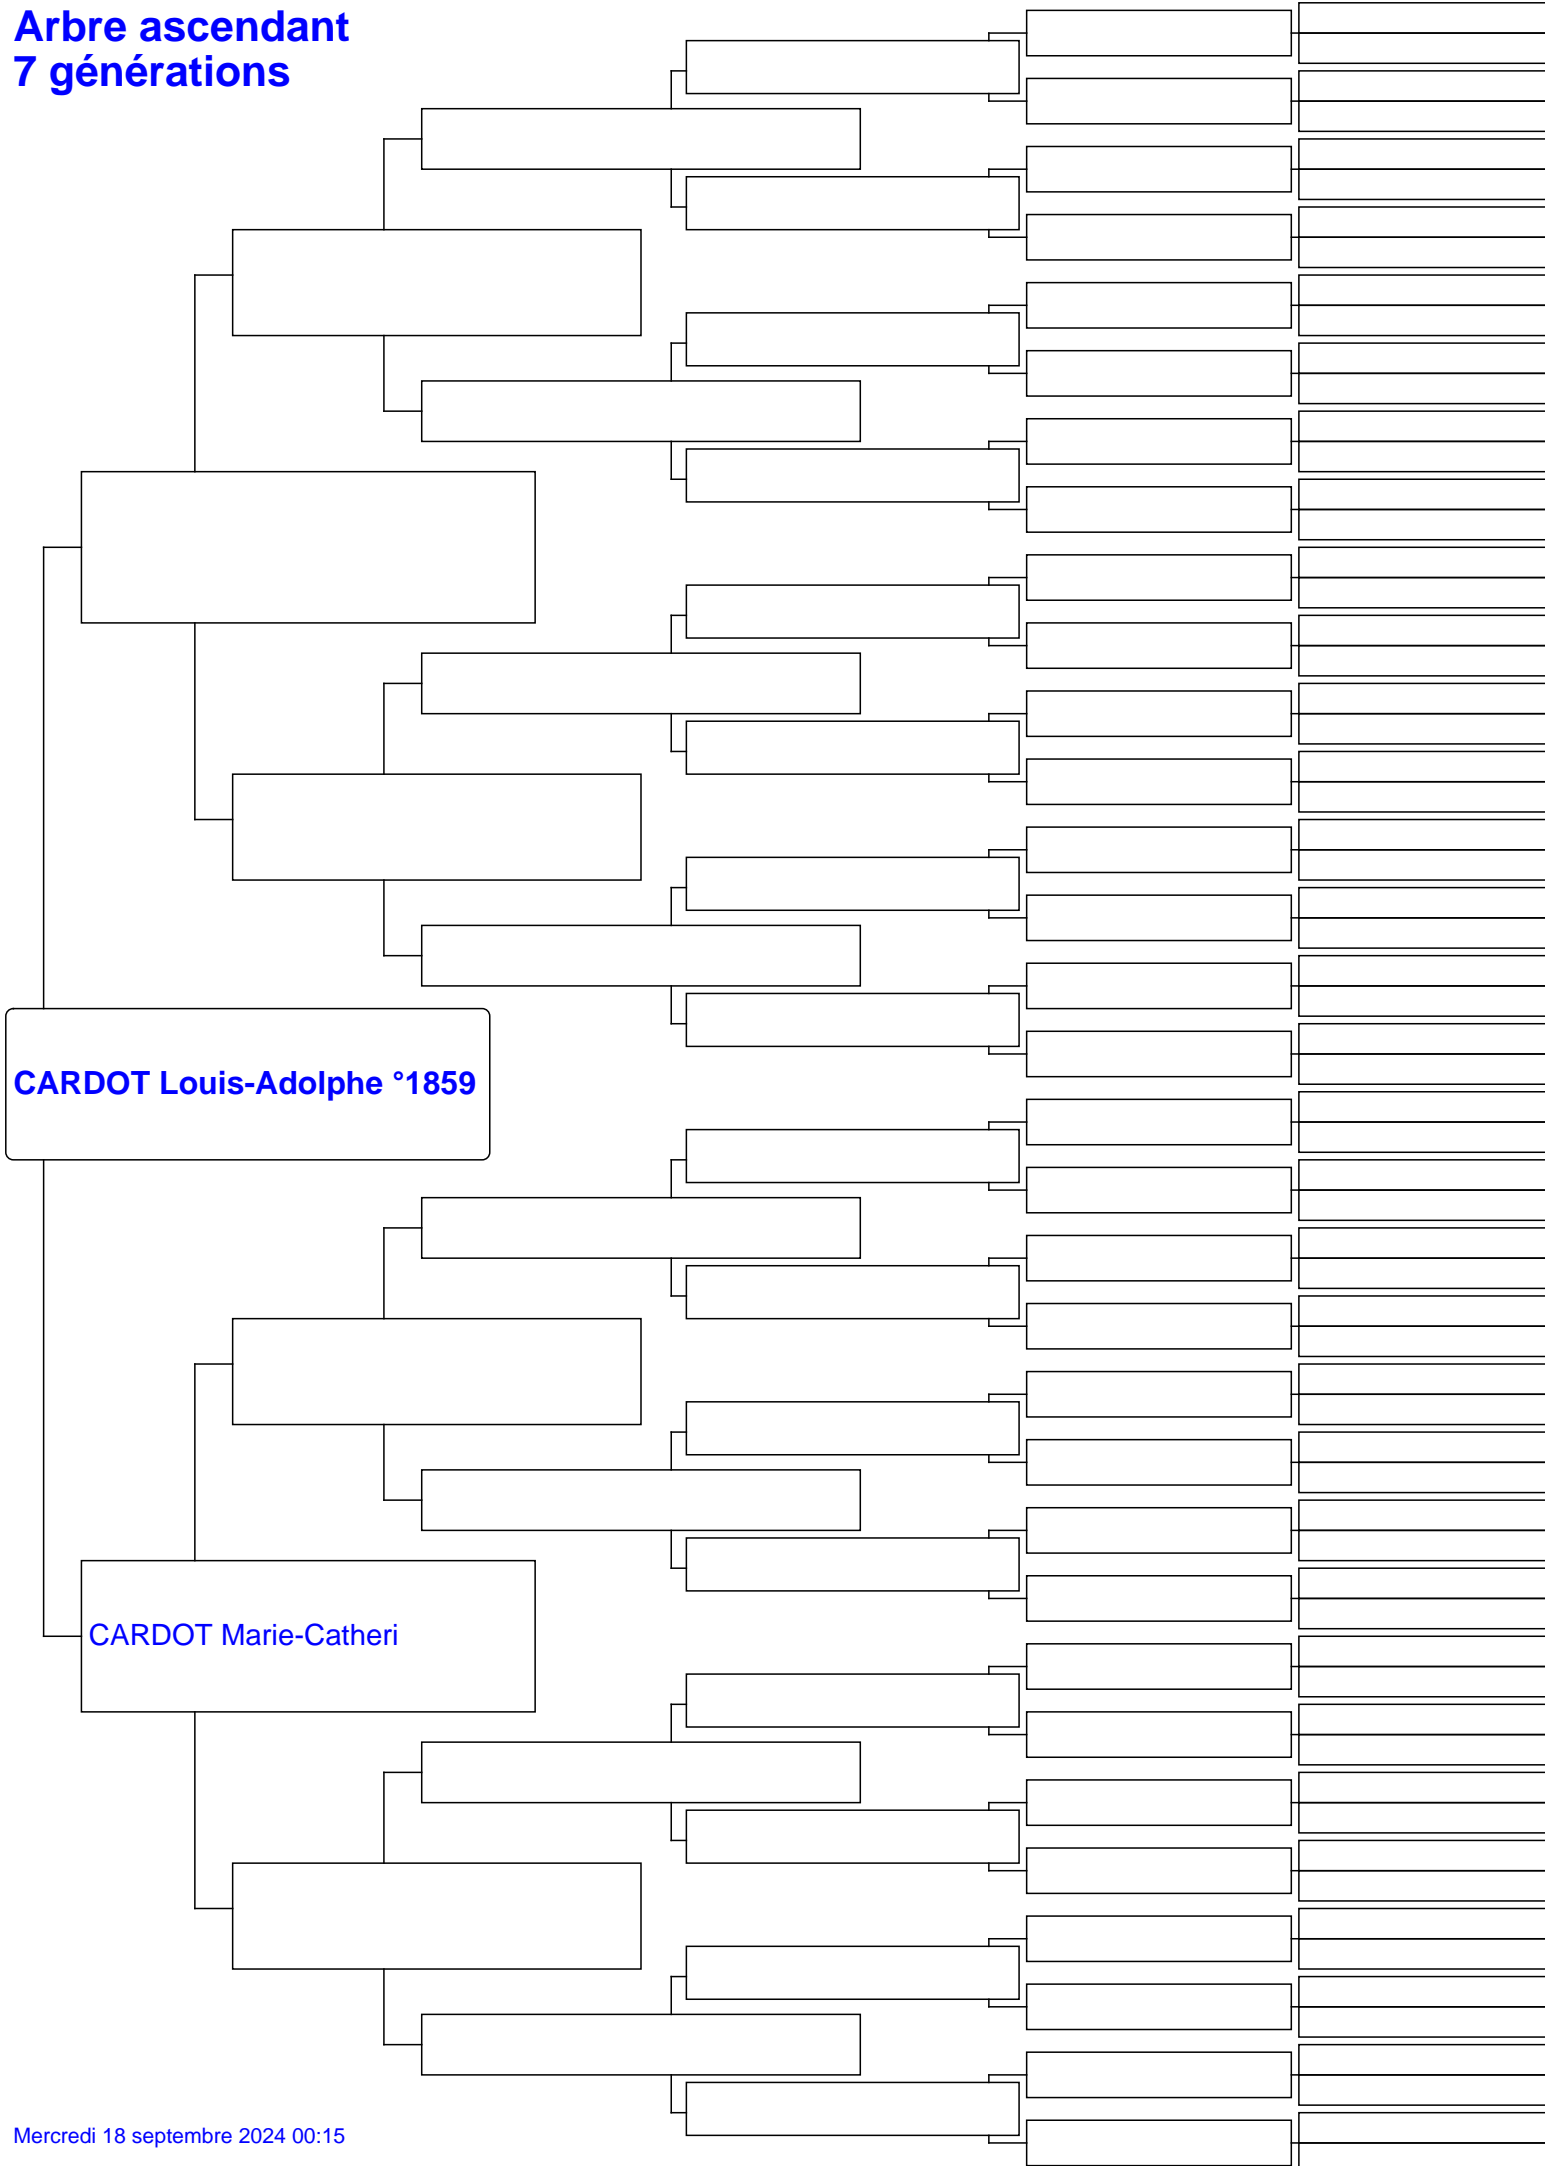 Arbre ascendant
7 générations
CARDOT Louis-Adolphe °1859
CARDOT Marie-Catheri
Mercredi 18 septembre 2024 00:15